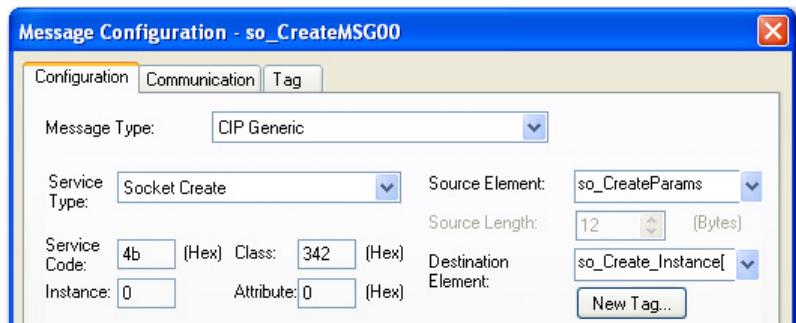 Message Configuration - so_CreateMSG00
Configuration Communication Tag
Message Type: CIP Generic
Service Type: Socket Create
Source Element: so_CreateParams
Source Length: 12 (Bytes)
Service Code: 4b (Hex) Class: 342 (Hex)
Destination Element: so_Create_Instance[
Instance: 0 Attribute: 0 (Hex)
New Tag...